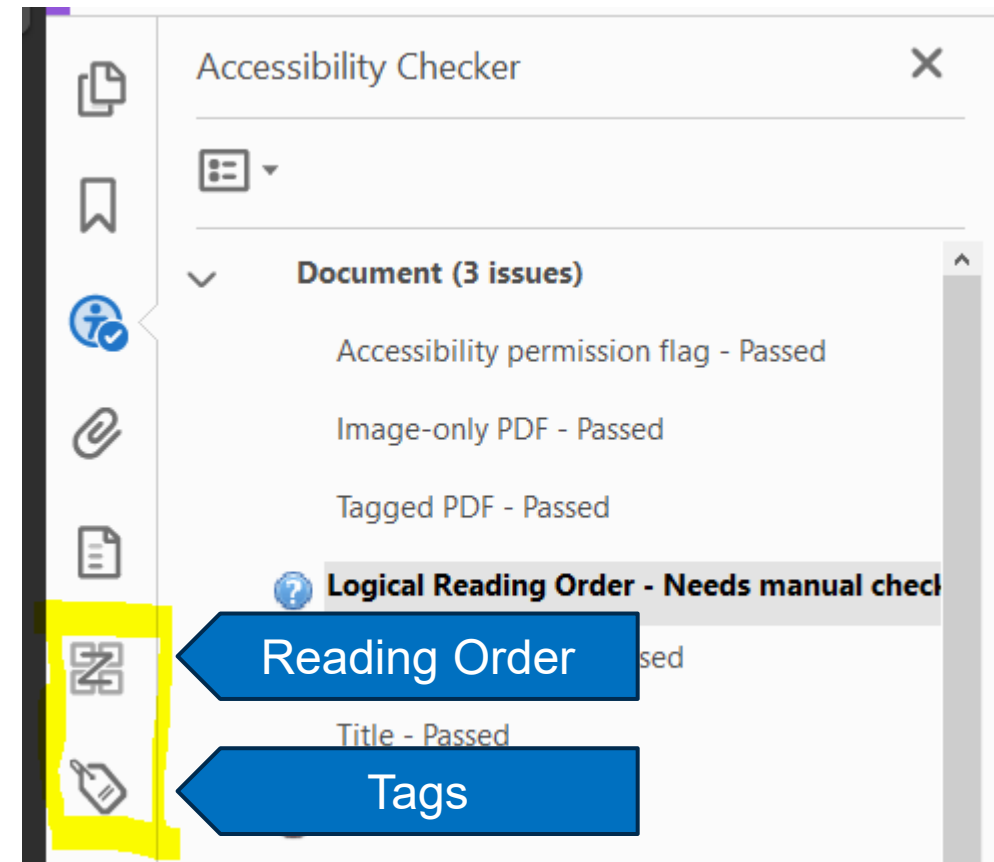 Accessibility Checker
Document (3 issues)
Accessibility permission flag - Passed
Image-only PDF - Passed
Tagged PDF - Passed
Logical Reading Order - Needs manual check
Reading Order
Title - Passed
Tags